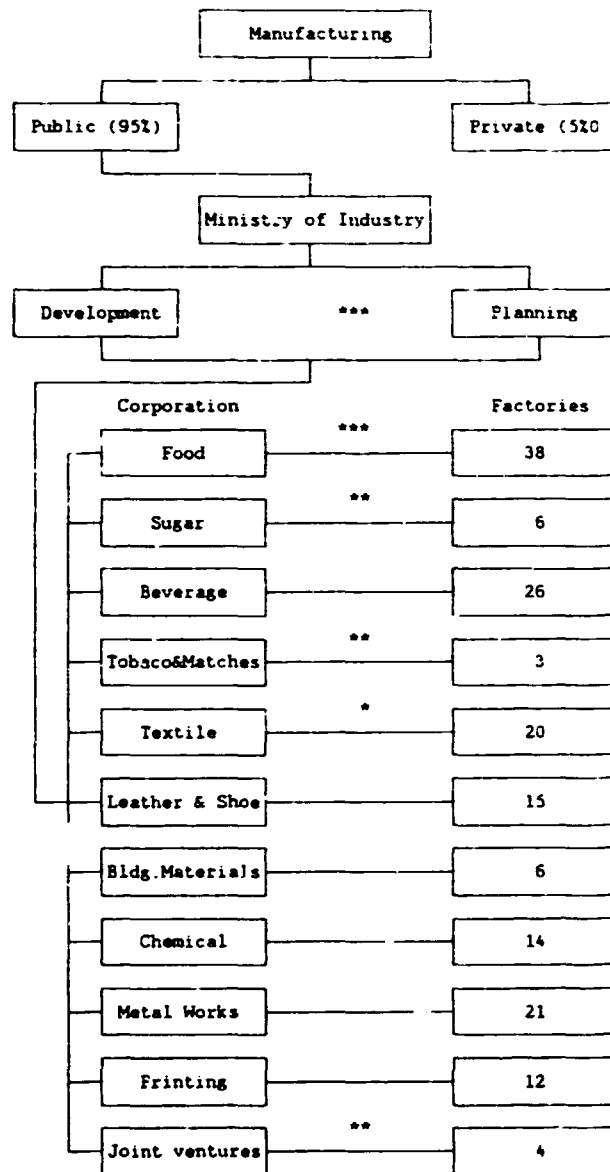 Manufacturing
Public (95%) Private (5%0
Ministry of Industry
Development *** Planning
Corporation Factories
***
Food 38
**
Sugar 6
Beverage 26
**
Tobaco&Matches 3
*
Textile 20
Leather & Shoe 15
Bldg.Materials 6
Chemical 14
Metal Works 21
Printing 12
**
Joint ventures 4